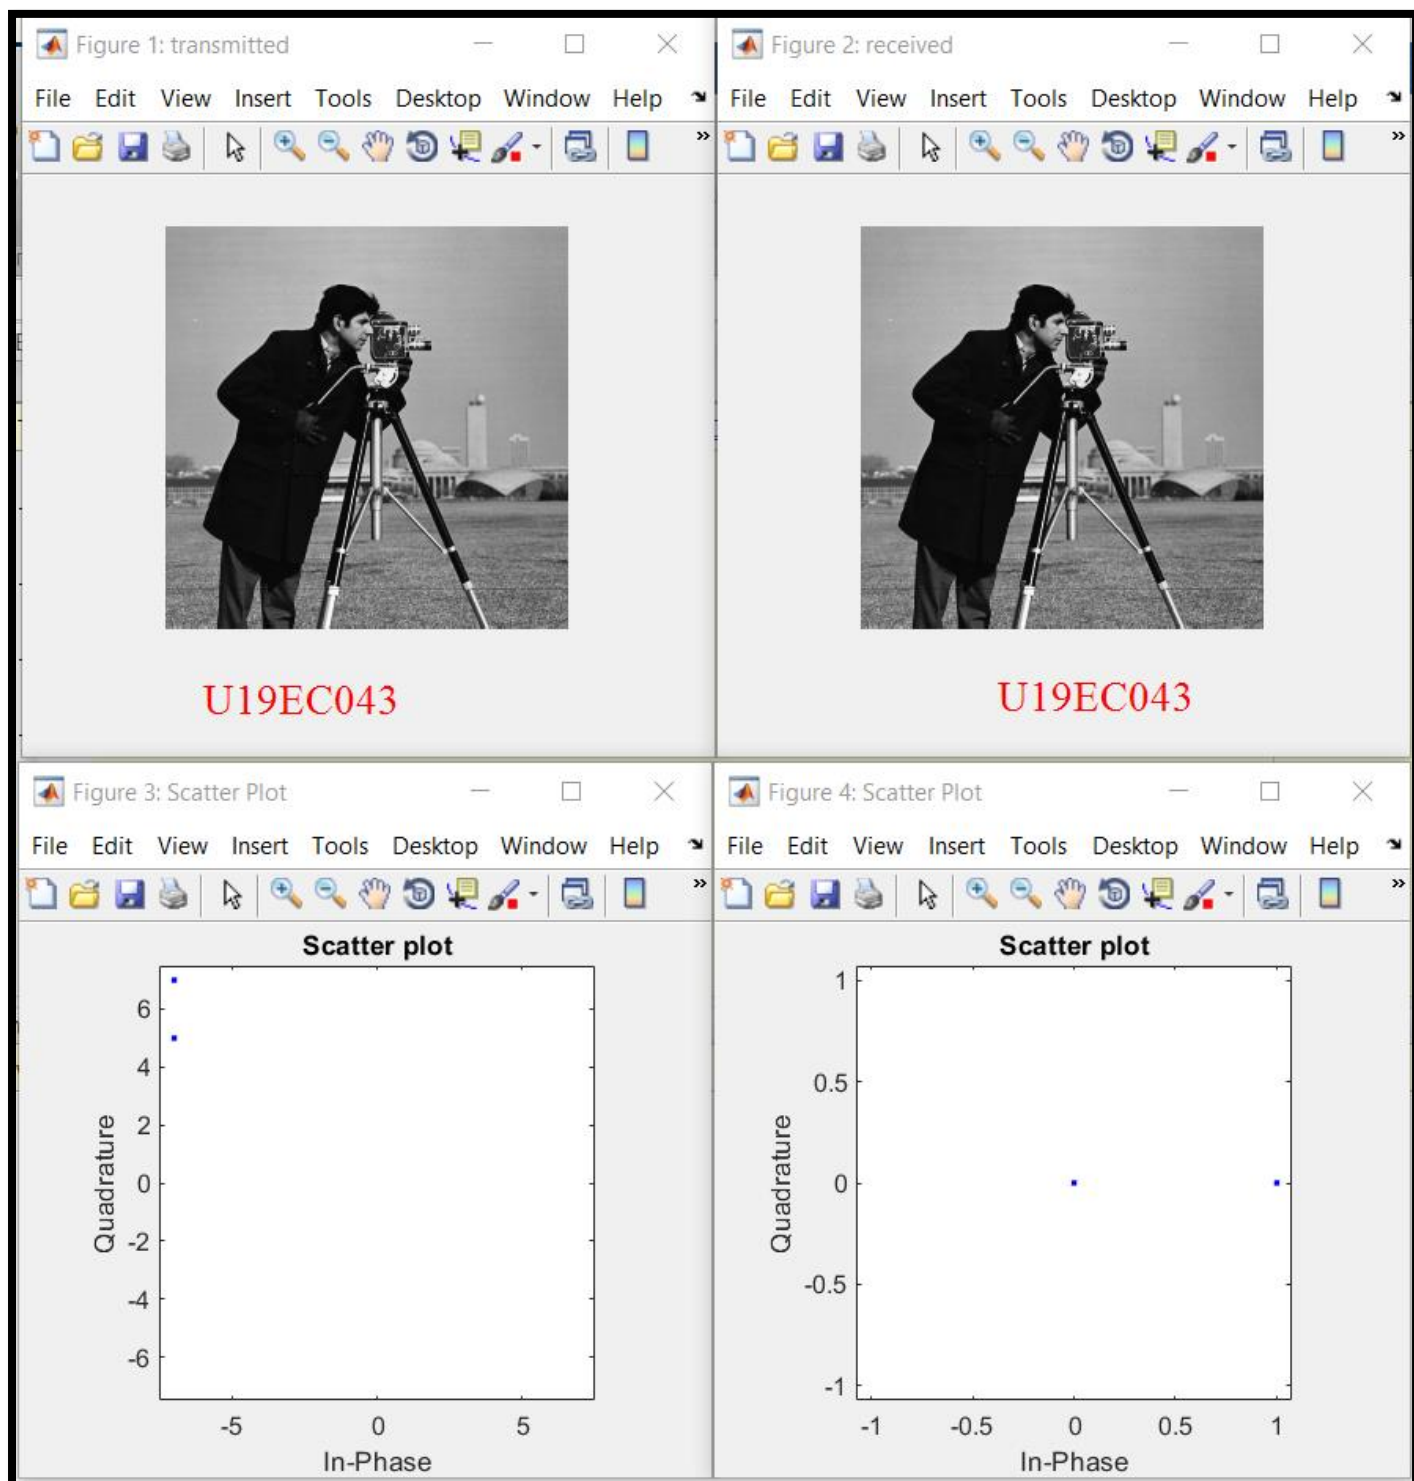 Figure 1: transmitted
File Edit View Insert Tools Desktop Window Help
U19EC043
Figure 2: received
File Edit View Insert Tools Desktop Window Help
U19EC043
Figure 3: Scatter Plot
File Edit View Insert Tools Desktop Window Help
Scatter plot
6
4
2
0
-2
-4
-6
Quadrature
-5 0 5
In-Phase
Figure 4: Scatter Plot
File Edit View Insert Tools Desktop Window Help
Scatter plot
1
0.5
0
-0.5
-1
Quadrature
-1 -0.5 0 0.5 1
In-Phase